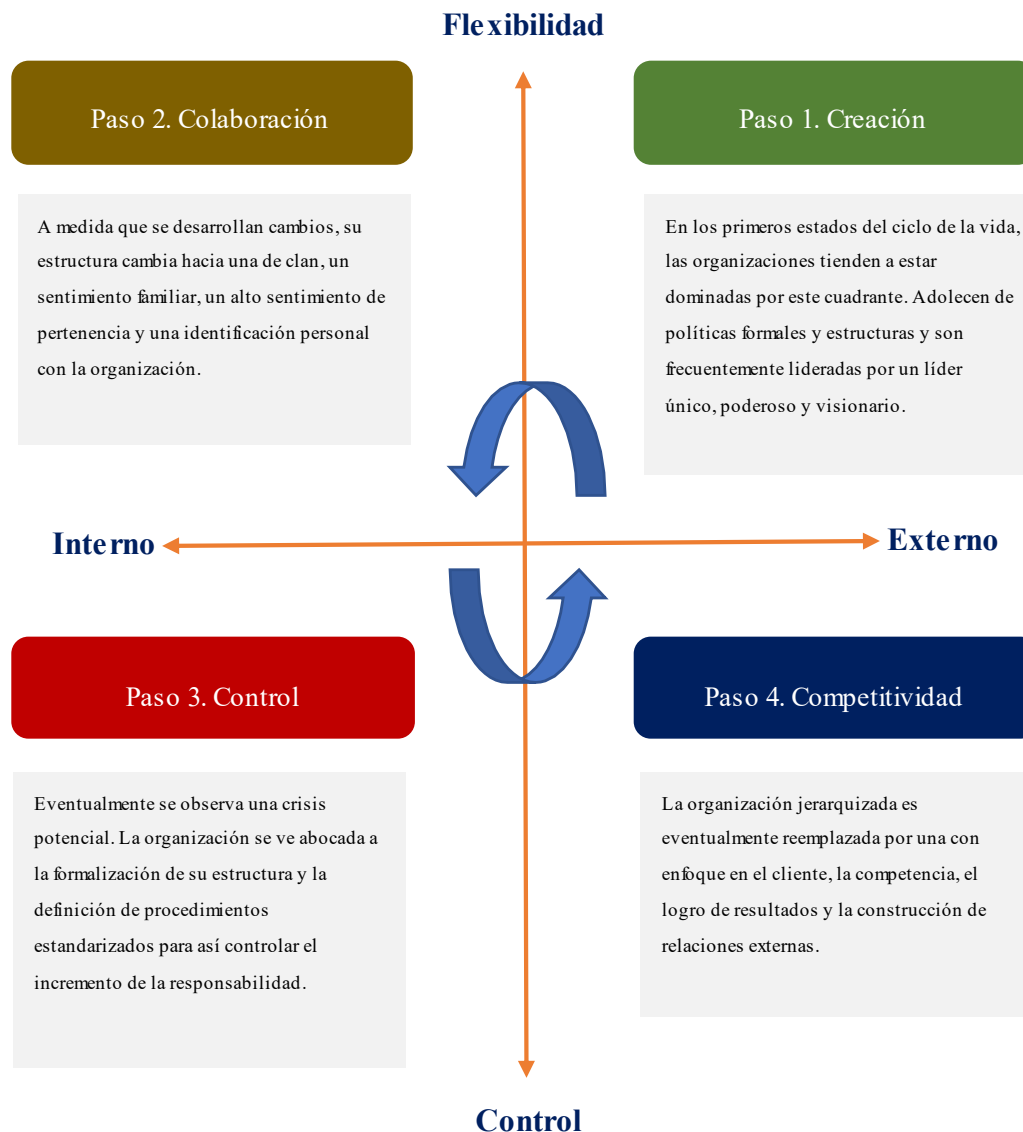 Flexibilidad
Paso 2. Colaboración
A medida que se desarrollan cambios, su
estructura cambia hacia una de clan, un
sentimiento familiar, un alto sentimiento de
pertenencia y una identificación personal
con la organización.
Paso 1. Creación
En los primeros estados del ciclo de la vida,
las organizaciones tienden a estar
dominadas por este cuadrante. Adolecen de
políticas formales y estructuras y son
frecuentemente lideradas por un líder
único, poderoso y visionario.
Interno
Externo
Paso 3. Control
Eventualmente se observa una crisis
potencial. La organización se ve abocada a
la formalización de su estructura y la
definición de procedimientos
estandarizados para así controlar el
incremento de la responsabilidad.
Paso 4. Competitividad
La organización jerarquizada es
eventualmente reemplazada por una con
enfoque en el cliente, la competencia, el
logro de resultados y la construcción de
relaciones externas.
Control